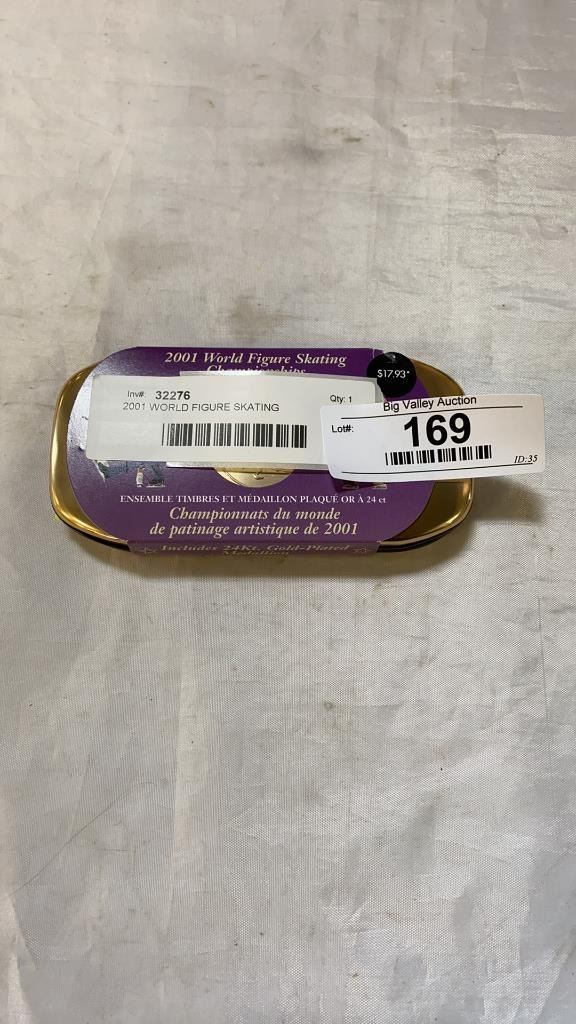 2001 World Figure Skating
Championships
$17.93*
Inv#: 32276
Qty: 1
2001 WORLD FIGURE SKATING
Big Valley Auction
Lot#:
169
ID:35
ENSEMBLE TIMBRES ET MÉDAILLON PLAQUÉ OR À 24 ct
Championnats du monde
de patinage artistique de 2001
Includes 24Kt. Gold-Plated
Medallion